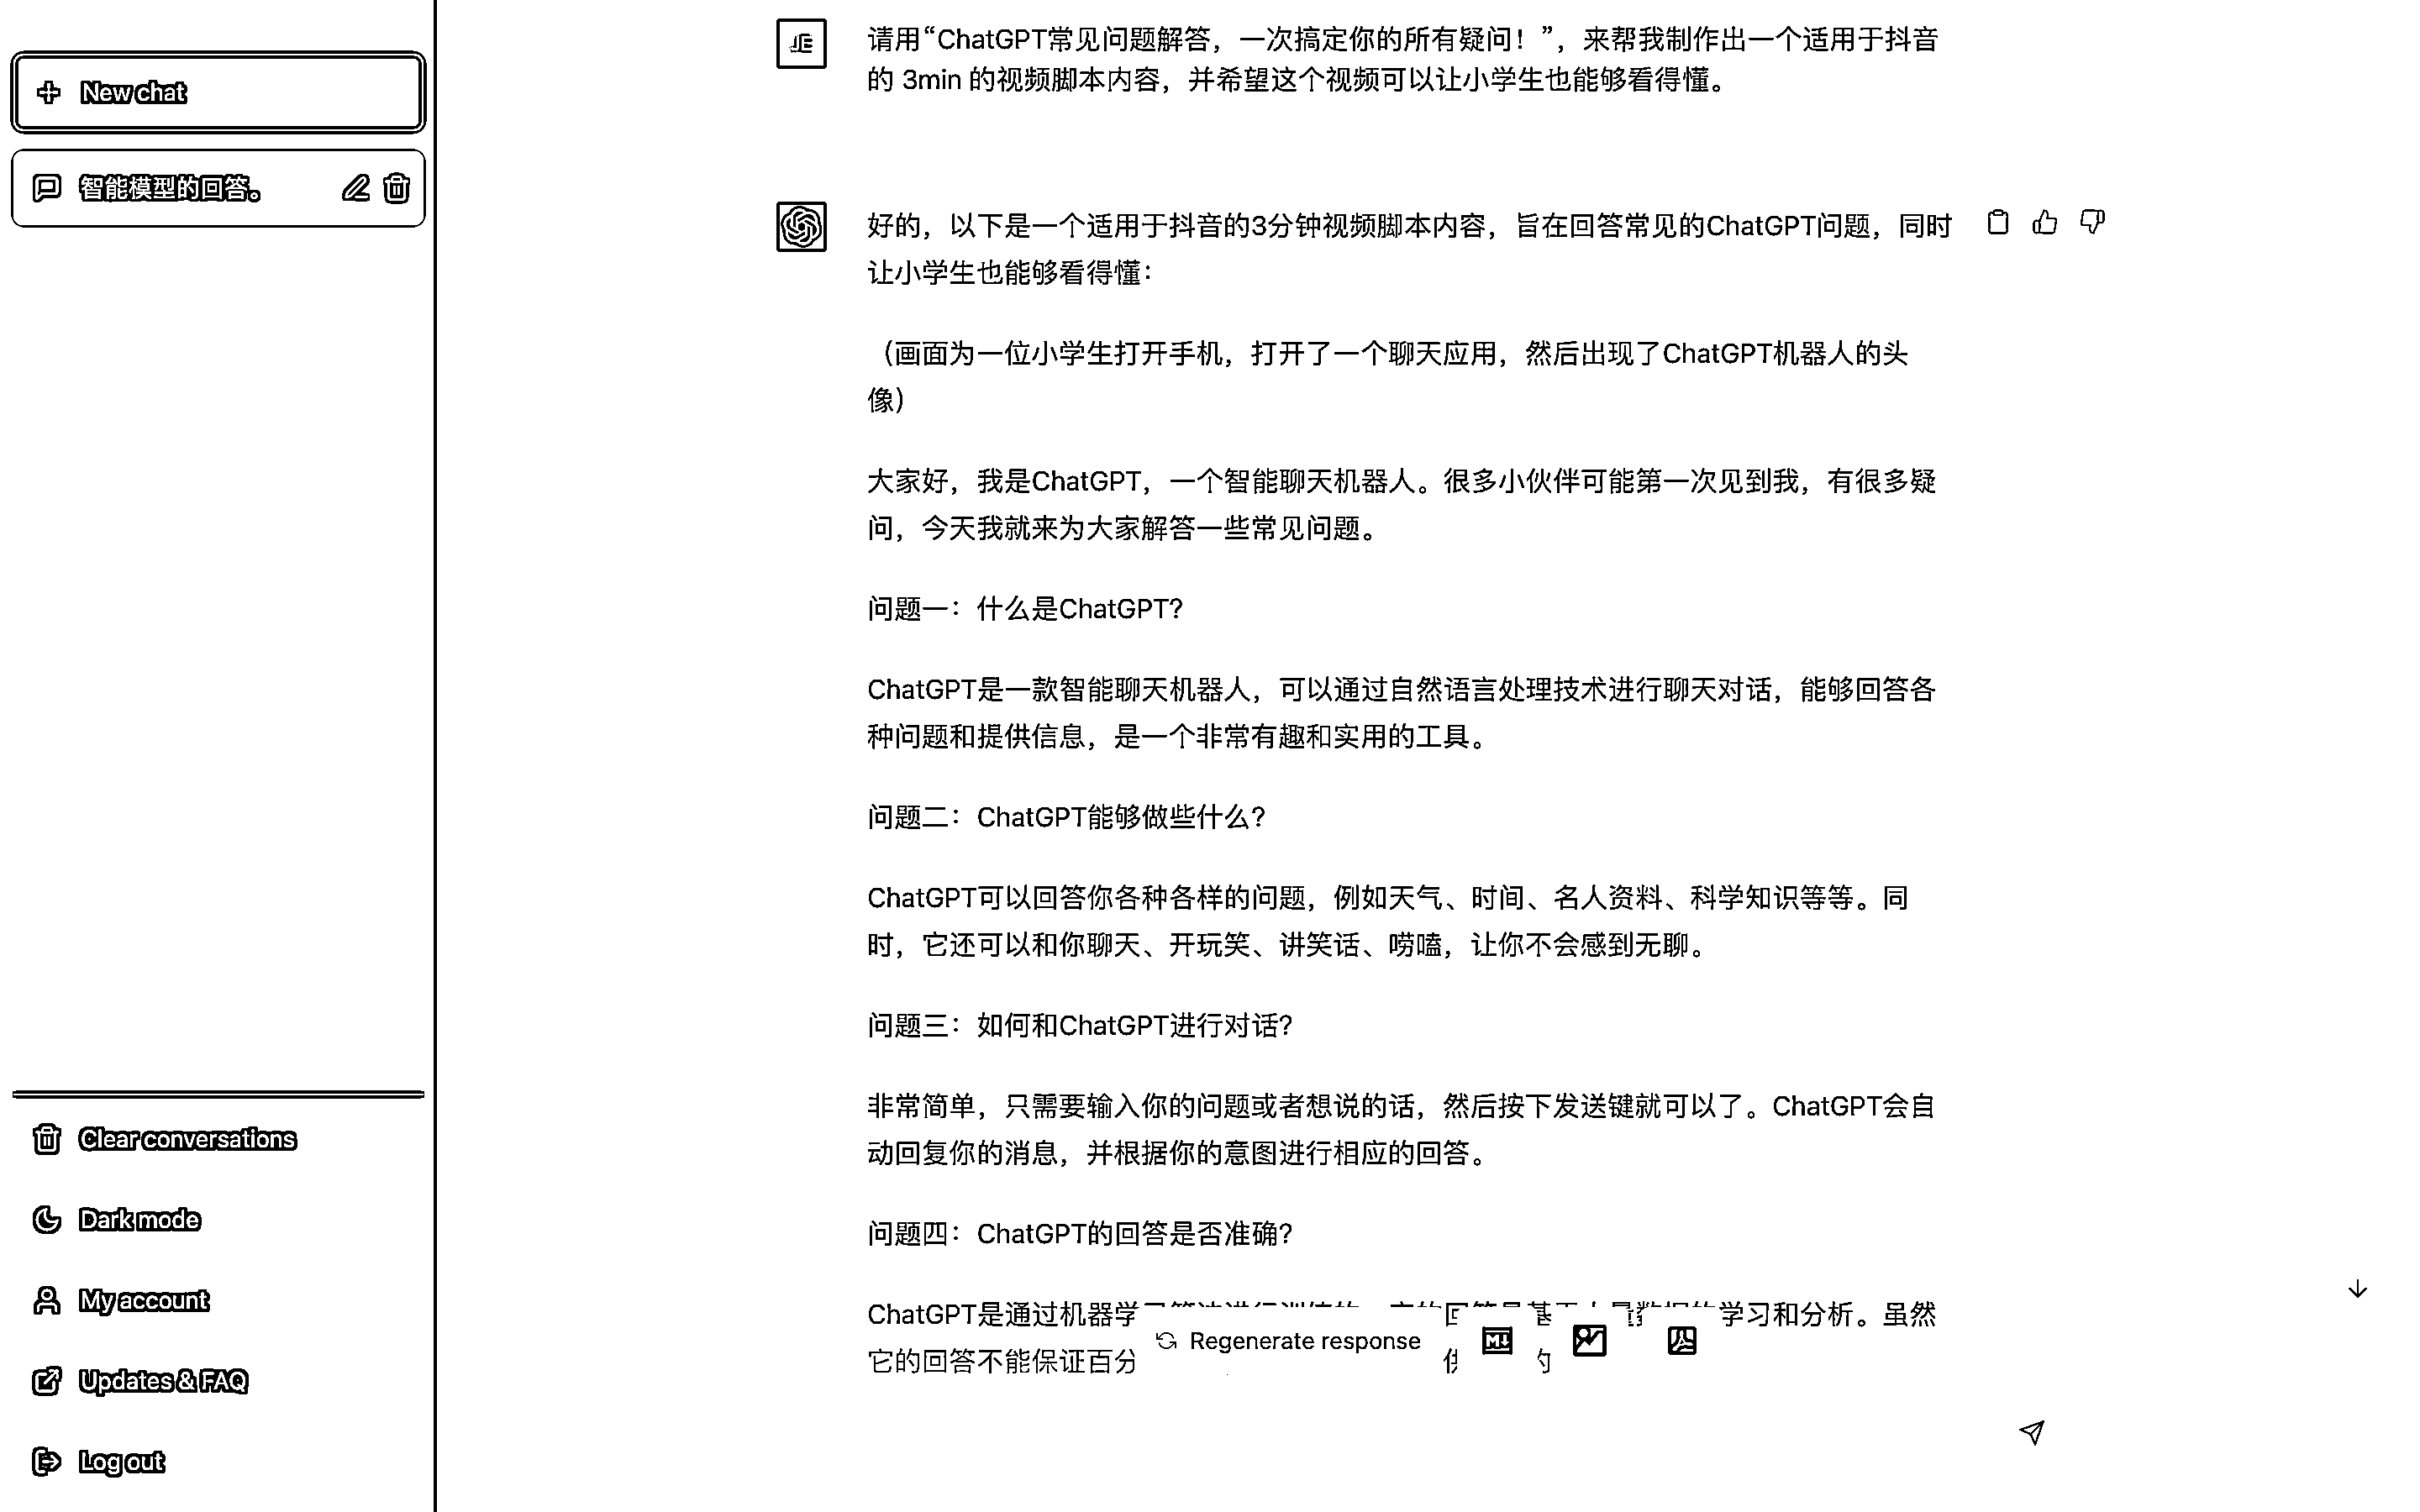 New chat
智能模型的回答。
Clear conversations
Dark mode
My account
Updates & FAQ
Log out
请用“ChatGPT常见问题解答，一次搞定你的所有疑问！”，来帮我制作出一个适用于抖音
的 3min 的视频脚本内容，并希望这个视频可以让小学生也能够看得懂。
好的，以下是一个适用于抖音的3分钟视频脚本内容，旨在回答常见的ChatGPT问题，同时
让小学生也能够看得懂：
（画面为一位小学生打开手机，打开了一个聊天应用，然后出现了ChatGPT机器人的头
像）
大家好，我是ChatGPT，一个智能聊天机器人。很多小伙伴可能第一次见到我，有很多疑
问，今天我就来为大家解答一些常见问题。
问题一：什么是ChatGPT？
ChatGPT是一款智能聊天机器人，可以通过自然语言处理技术进行聊天对话，能够回答各
种问题和提供信息，是一个非常有趣和实用的工具。
问题二：ChatGPT能够做些什么？
ChatGPT可以回答你各种各样的问题，例如天气、时间、名人资料、科学知识等等。同
时，它还可以和你聊天、开玩笑、讲笑话、唠嗑，让你不会感到无聊。
问题三：如何和ChatGPT进行对话？
非常简单，只需要输入你的问题或者想说的话，然后按下发送键就可以了。ChatGPT会自
动回复你的消息，并根据你的意图进行相应的回答。
问题四：ChatGPT的回答是否准确？
ChatGPT是通过机器学 学习和分析。虽然
它的回答不能保证百分
Regenerate response